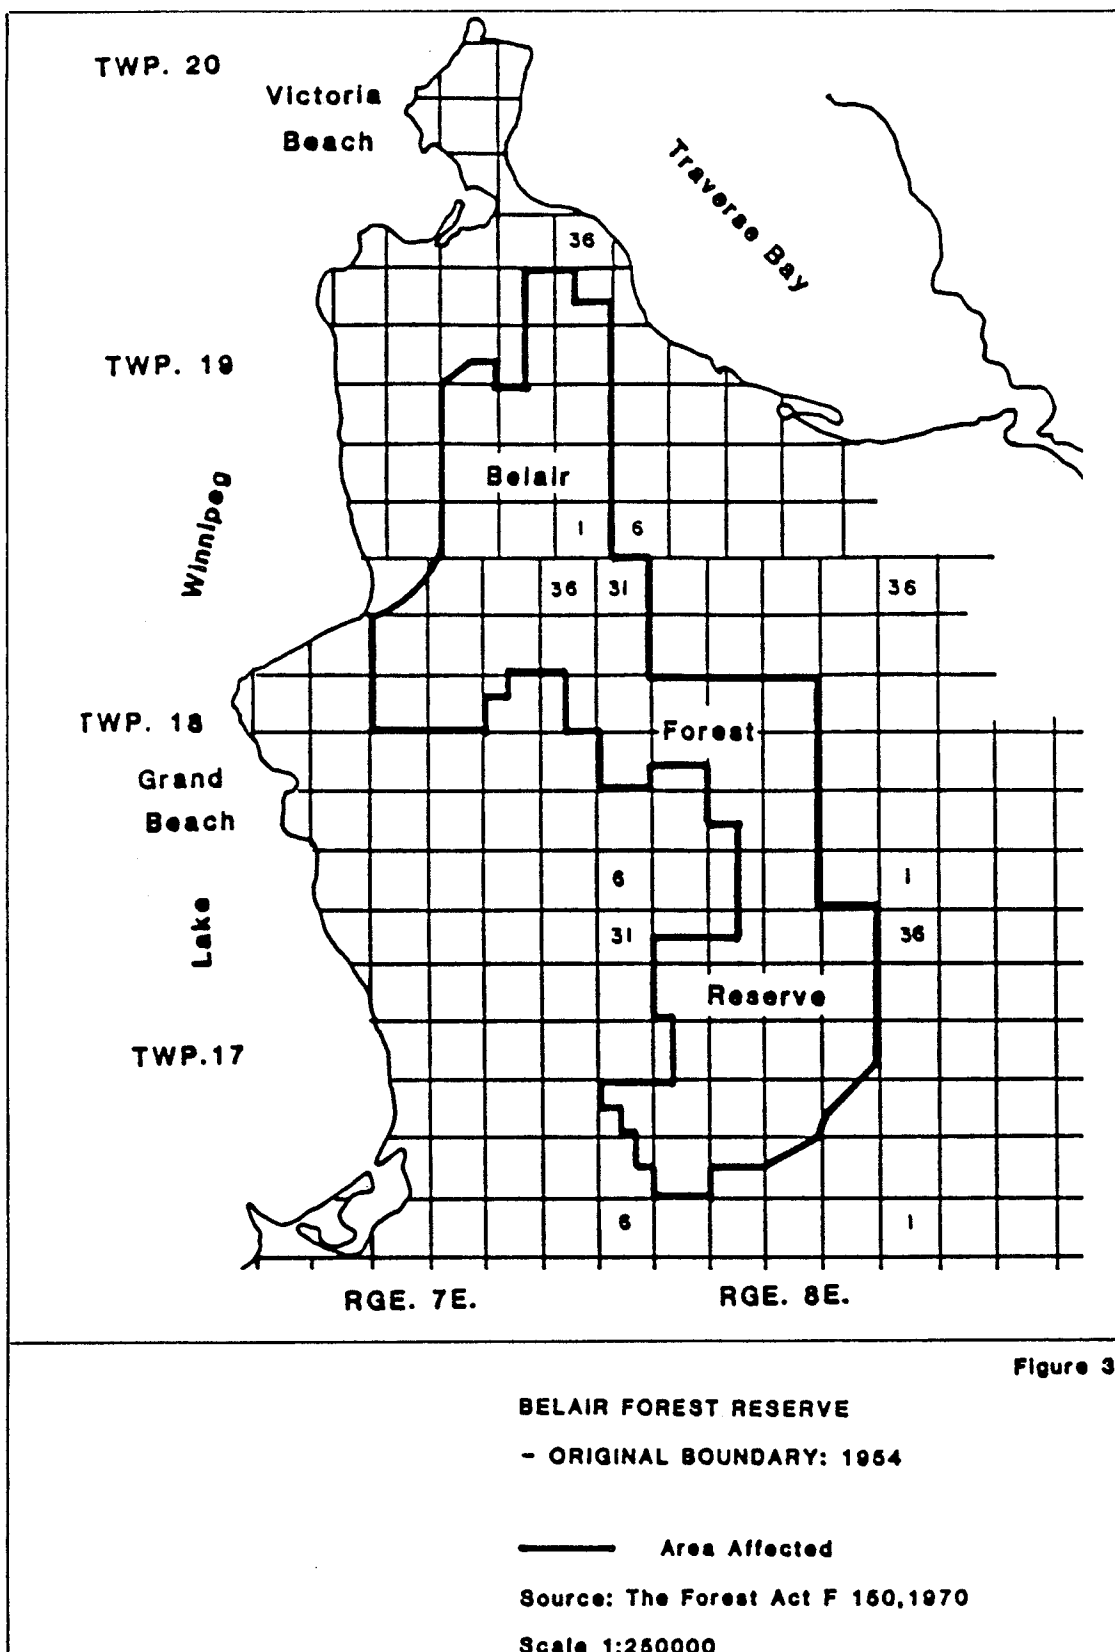 TWP. 20
Victoria
Beach
Traverse Bay
36
TWP. 19
Belair
Winnipeg
1 6
36 31 36
TWP. 18
Forest
Grand
Beach
6 1
Lake
31 36
Reserve
TWP.17
6 1
RGE. 7E. RGE. 8E.
Figure 3
BELAIR FOREST RESERVE
- ORIGINAL BOUNDARY: 1954
Area Affected
Source: The Forest Act F 150,1970
Scale 1:250000